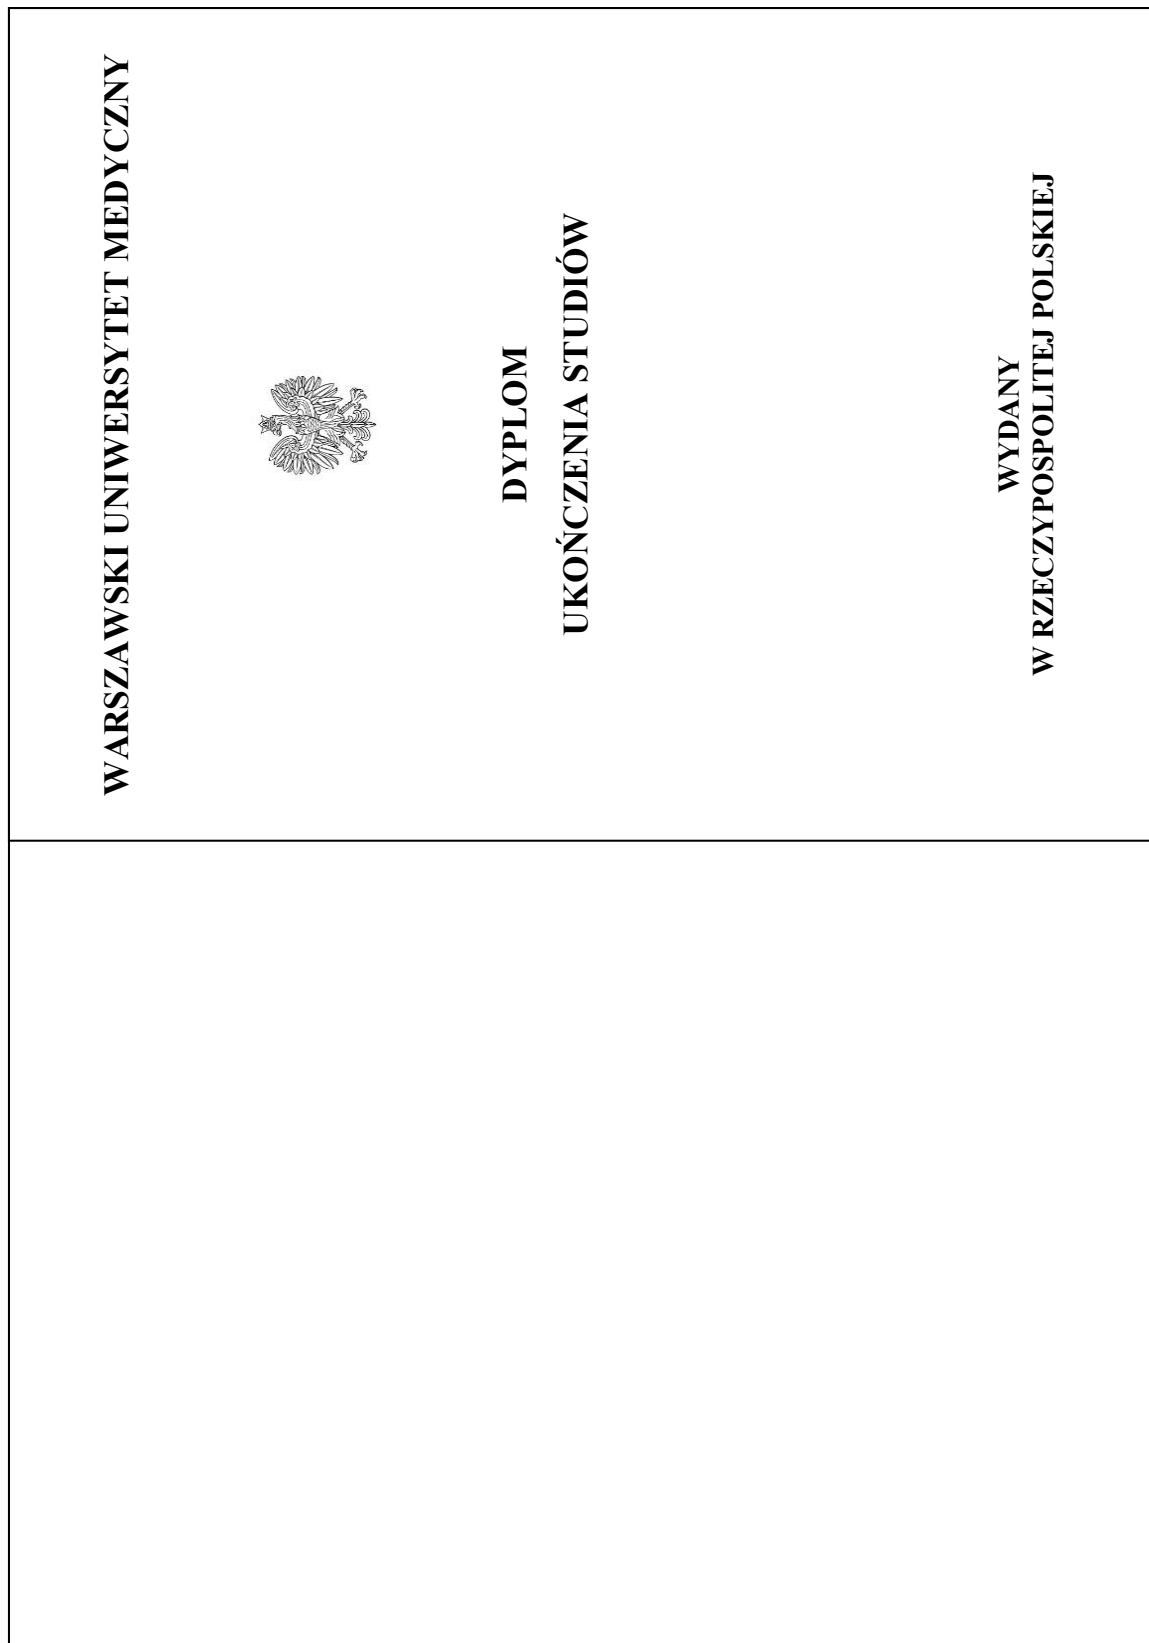 WARSZAWSKI UNIWERSYTET MEDYCZNY
DYPLOM
UKOŃCZENIA STUDIÓW
WYDANY
W RZECZYPOSPOLITEJ POLSKIEJ